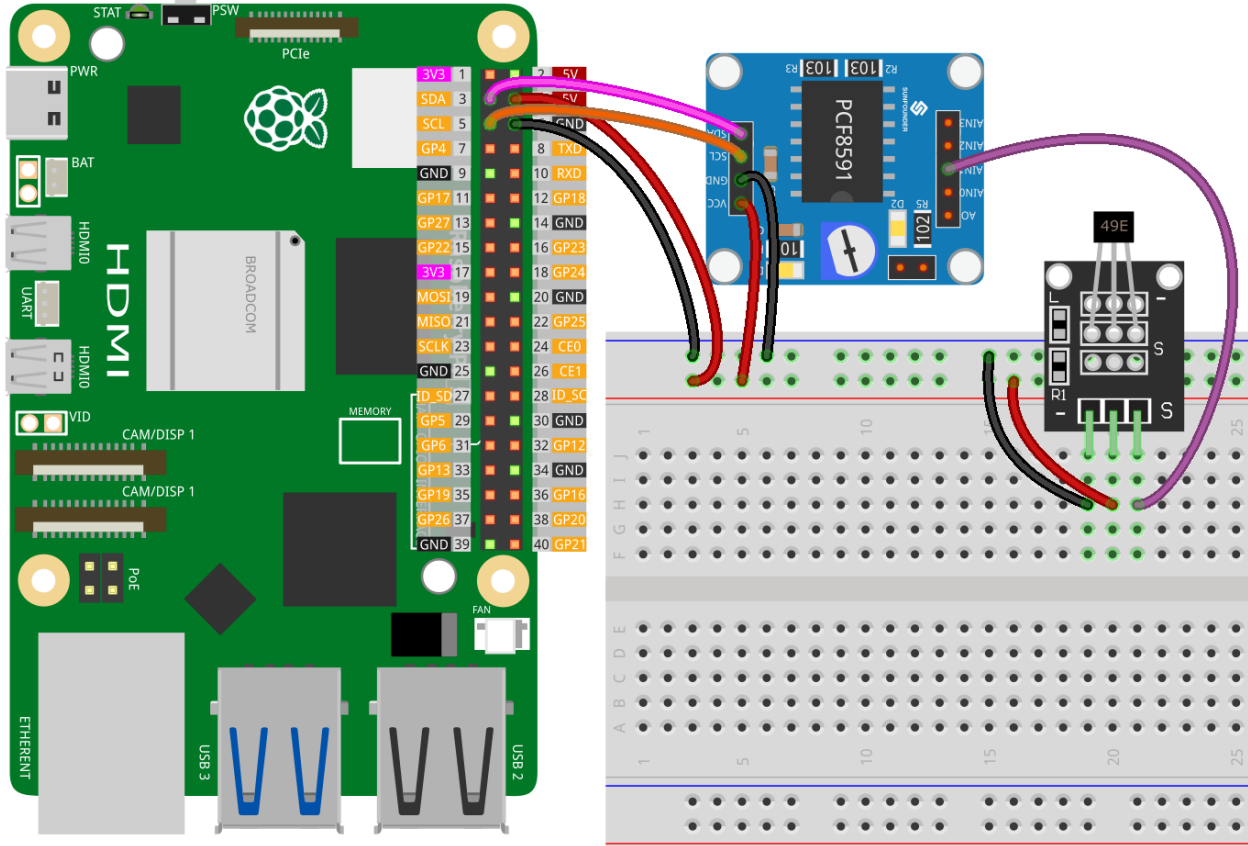 STAT
PSW
PCIe
PWR
BAT
HDMI0
UART
HDMI0
HDMI
BROADCOM
VID
MEMORY
CAM/DISP 1
CAM/DISP 1
PoE
FAN
ETHERENT
USB 3
USB 2
3V3 1 2 5V
SDA 3 5V
SCL 5 GND
GP4 7 8 TXD
GND 9 10 RXD
GP17 11 12 GP18
GP27 13 14 GND
GP22 15 16 GP23
3V3 17 18 GP24
MOSI 19 20 GND
MISO 21 22 GP25
SCLK 23 24 CE0
GND 25 26 CE1
ID_SD 27 28 ID_SC
GP5 29 30 GND
GP6 31 32 GP12
GP13 33 34 GND
GP19 35 36 GP16
GP26 37 38 GP20
GND 39 40 GP21
R3 103 103 R2
PCF8591
SUNFOUNDER
SDA
SCL
GND
VCC
AIN3
AIN2
AIN1
AIN0
AO
D2
R5
102
10
49E
L
-
S
R1
- S
1 5 10 15 20 25
J
I
H
G
F
E
D
C
B
A
1 5 10 15 20 25